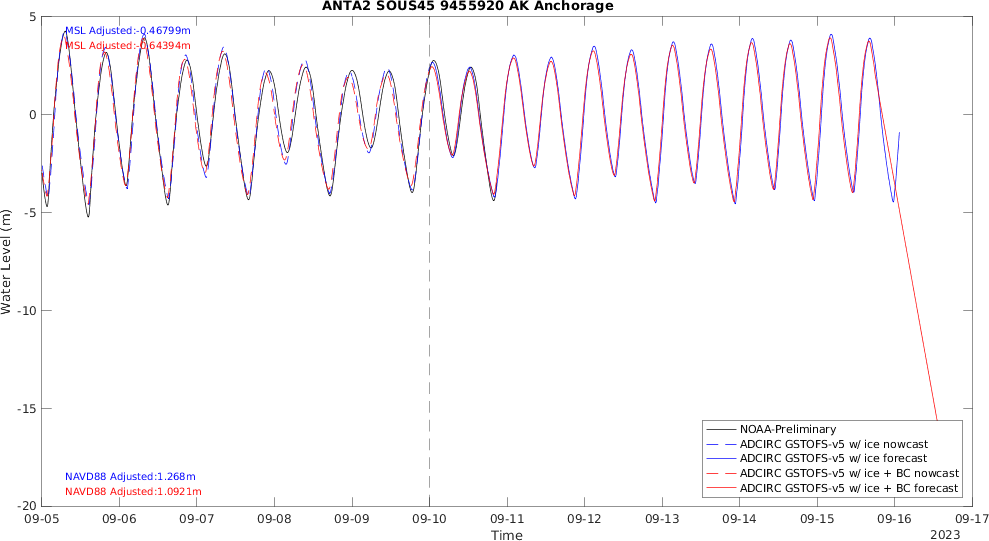 ANTA2 SOUS45 9455920 AK Anchorage
MSL Adjusted:-0.46799m
MSL Adjusted:-0.64394m
5
0
-5
-10
-15
-20
Water Level (m)
NAVD88 Adjusted:1.268m
NAVD88 Adjusted:1.0921m
NOAA-Preliminary
ADCIRC GSTOFS-v5 w/ ice nowcast
ADCIRC GSTOFS-v5 w/ ice forecast
ADCIRC GSTOFS-v5 w/ ice + BC nowcast
ADCIRC GSTOFS-v5 w/ ice + BC forecast
09-05 09-06 09-07 09-08 09-09 09-10 09-11 09-12 09-13 09-14 09-15 09-16 09-17
Time
2023